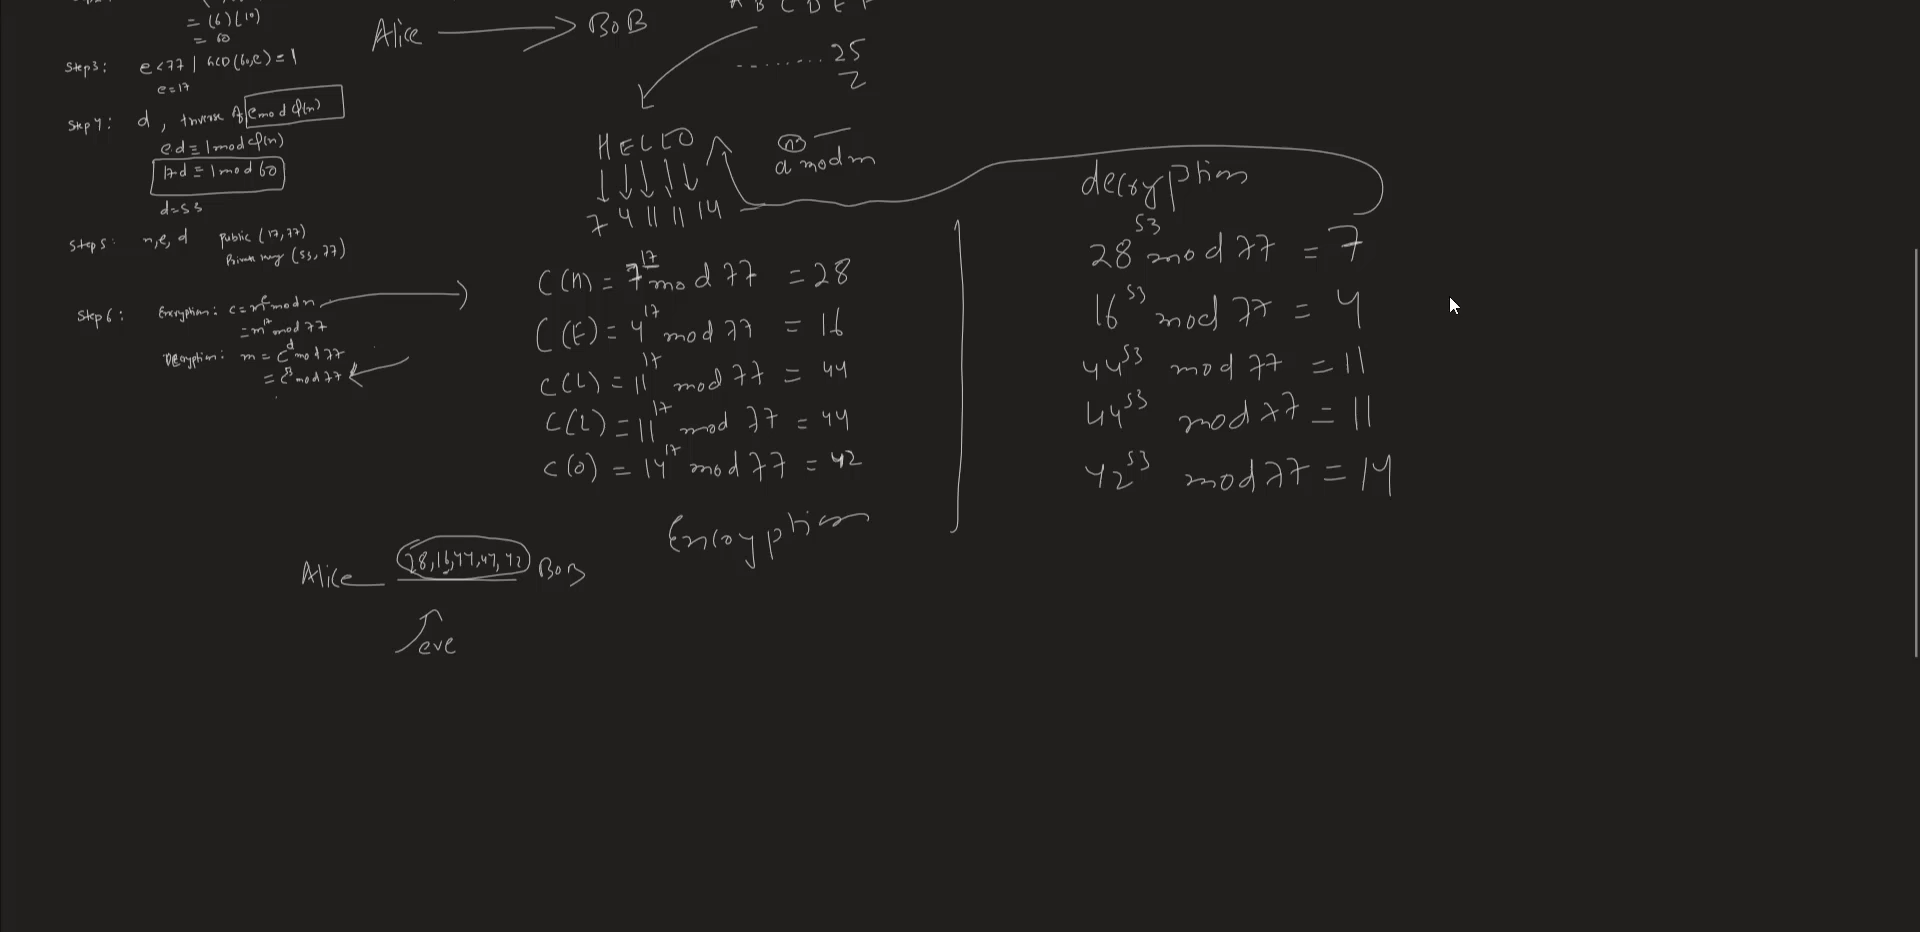 = (6)(10)
= 60
Step3: e<77 | GCD(60,e)=1
e=17
Step4: d, Inverse of e mod φ(n)
e.d ≡ 1 mod φ(n)
17d ≡ 1 mod 60
d=53
Step5: n,e,d Public (17,77)
Private key (53,77)
Step6: Encryption: c=m^e mod n
=m^17 mod 77
Decryption: m = c^d mod 77
= c^53 mod 77
Alice → BOB
A B C D E F
........ 25
Z
HELLO
7 4 11 11 14
a^n mod m
C(H) = 7^17 mod 77 = 28
C(E) = 4^17 mod 77 = 16
C(L) = 11^17 mod 77 = 44
C(L) = 11^17 mod 77 = 44
C(O) = 14^17 mod 77 = 42
Encryption
decryption
28^53 mod 77 = 7
16^53 mod 77 = 4
44^53 mod 77 = 11
44^53 mod 77 = 11
42^53 mod 77 = 14
Alice 28,16,44,44,42 BOB
eve